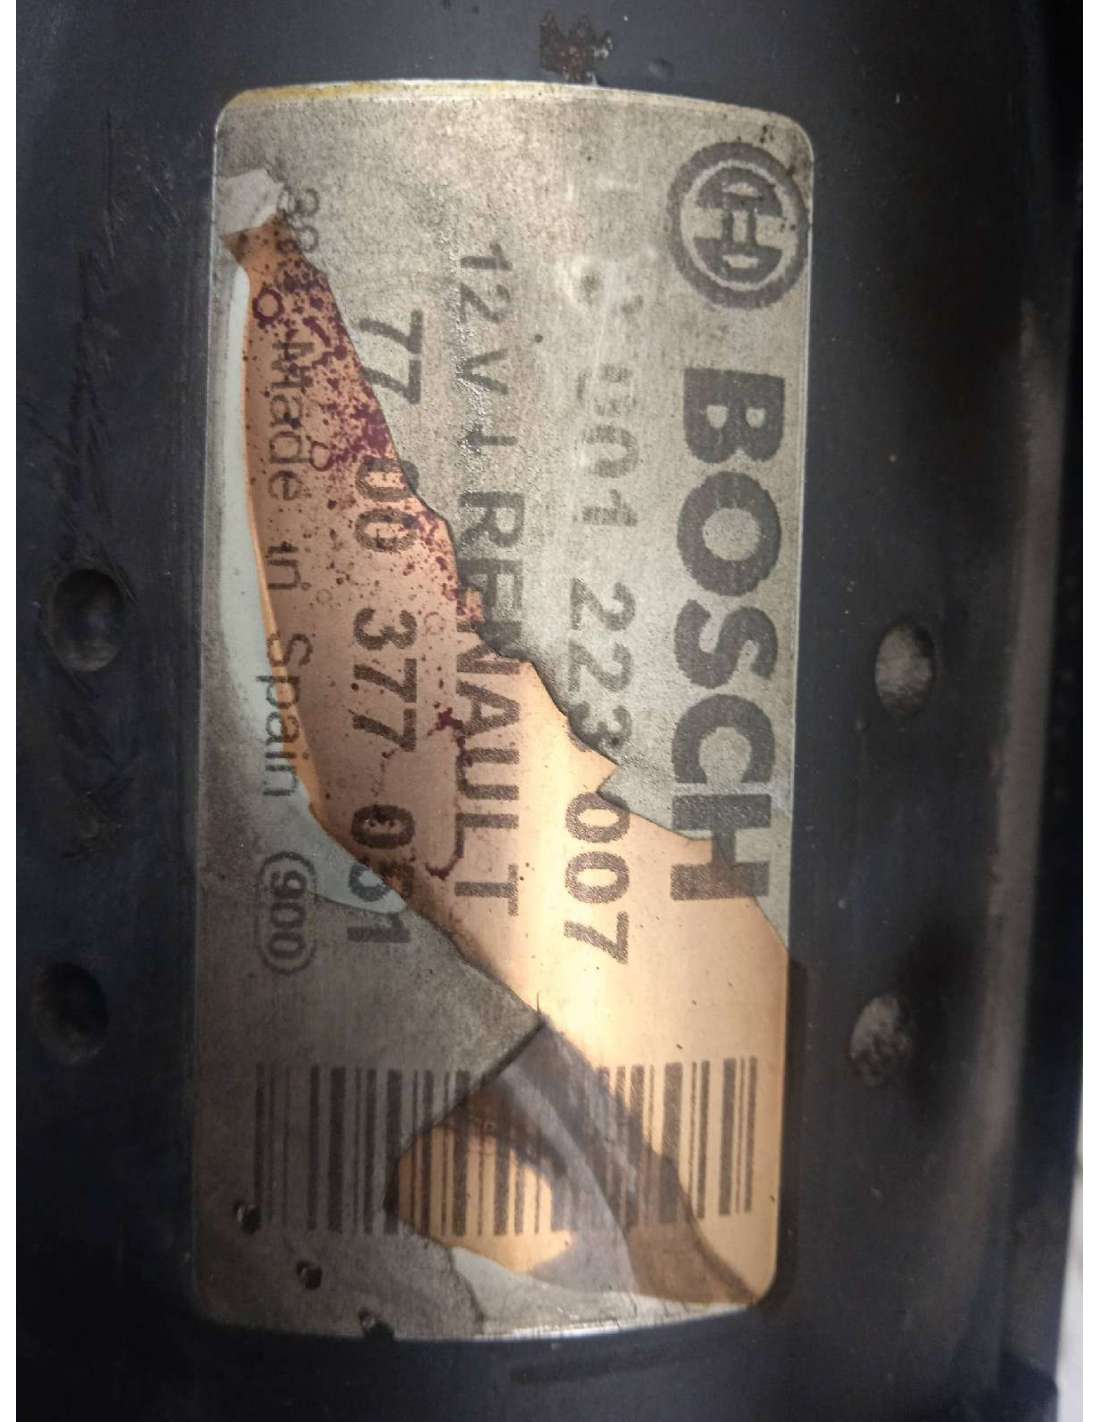 BOSCH
0 001 223 007
12 V RENAULT
77 00 377 051
Made in Spain 900